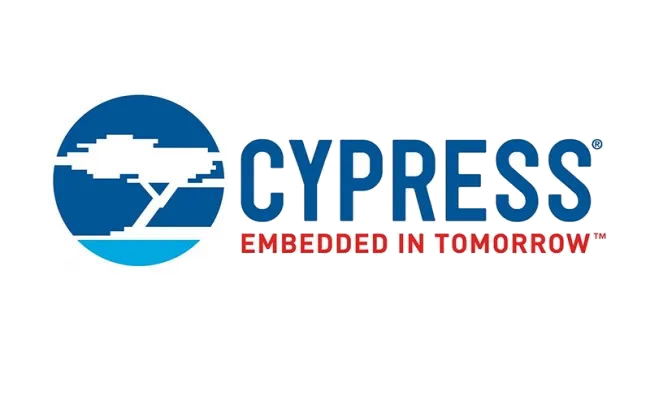 CYPRESS®
EMBEDDED IN TOMORROW™